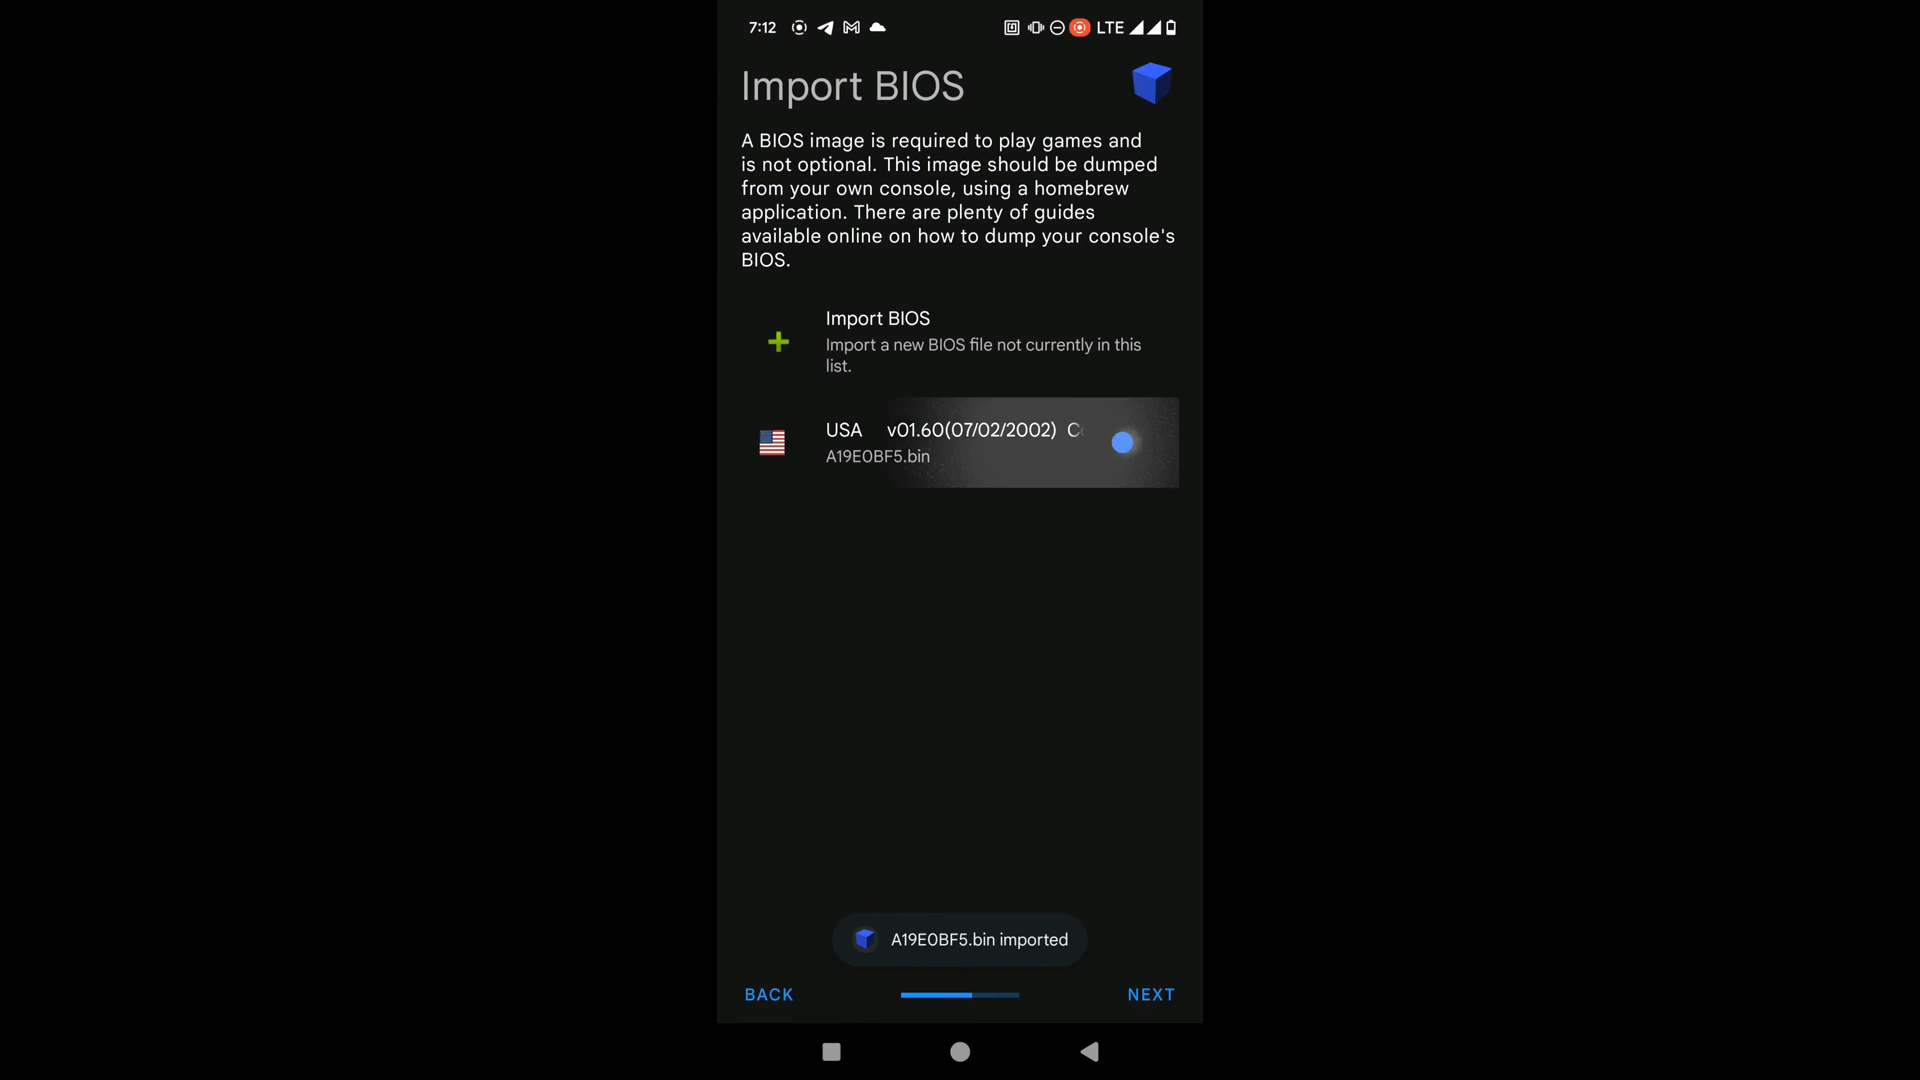 7:12 LTE
Import BIOS
A BIOS image is required to play games and
is not optional. This image should be dumped
from your own console, using a homebrew
application. There are plenty of guides
available online on how to dump your console's
BIOS.
Import BIOS
Import a new BIOS file not currently in this
list.
USA v01.60(07/02/2002)
A19E0BF5.bin
A19E0BF5.bin imported
BACK NEXT